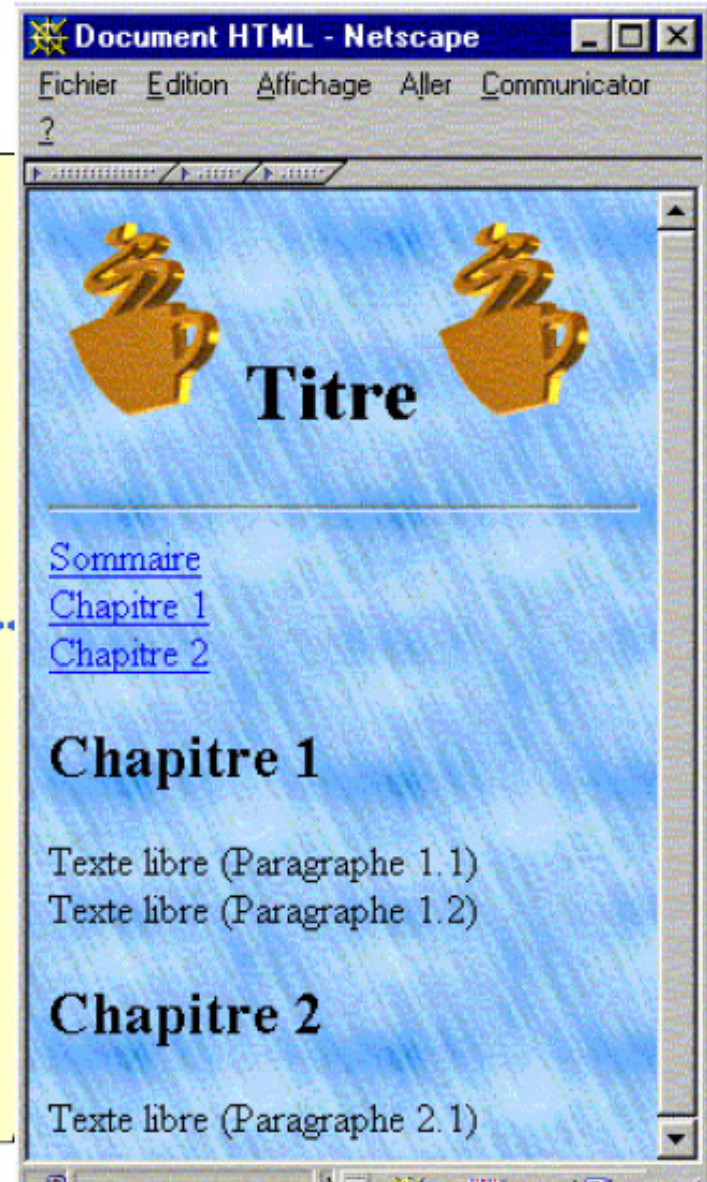 Document HTML - Netscape
Fichier Edition Affichage Aller Communicator
?
Titre
Sommaire
Chapitre 1
Chapitre 2
Chapitre 1
Texte libre (Paragraphe 1.1)
Texte libre (Paragraphe 1.2)
Chapitre 2
Texte libre (Paragraphe 2.1)